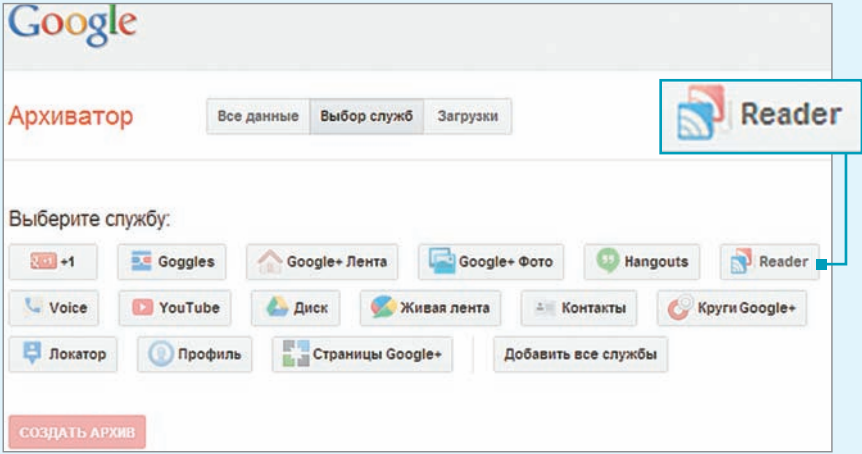 Google
Reader
Архиватор
Все данные Выбор служб Загрузки
Выберите службу:
+1 Goggles Google+ Лента Google+ Фото Hangouts Reader
Voice YouTube Диск Живая лента Контакты Круги Google+
Локатор Профиль Страницы Google+ Добавить все службы
СОЗДАТЬ АРХИВ